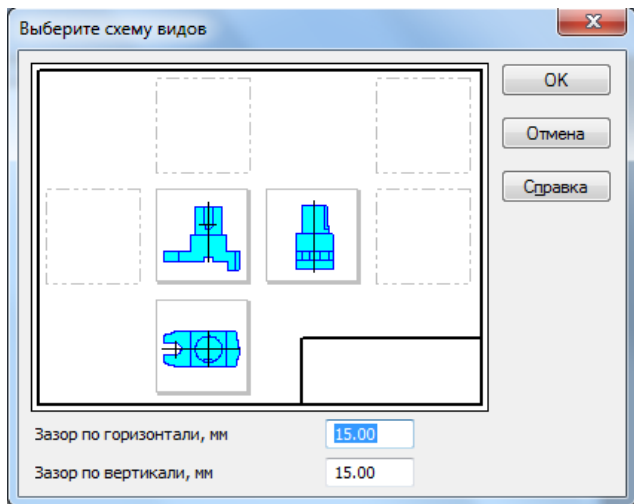 Выберите схему видов
OK
Отмена
Справка
Зазор по горизонтали, мм 15.00
Зазор по вертикали, мм 15.00